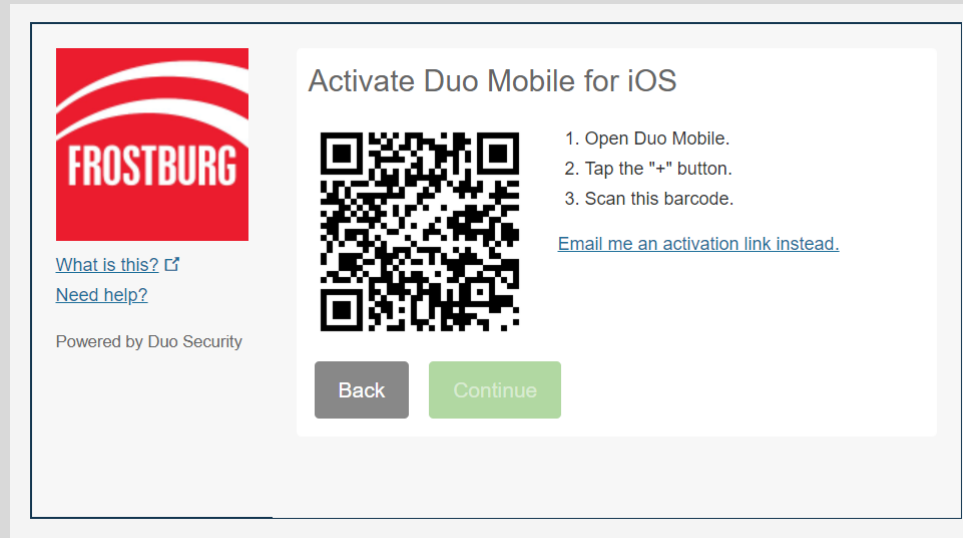 FROSTBURG
What is this?
Need help?
Powered by Duo Security
Activate Duo Mobile for iOS
1. Open Duo Mobile.
2. Tap the "+" button.
3. Scan this barcode.
Email me an activation link instead.
Back
Continue